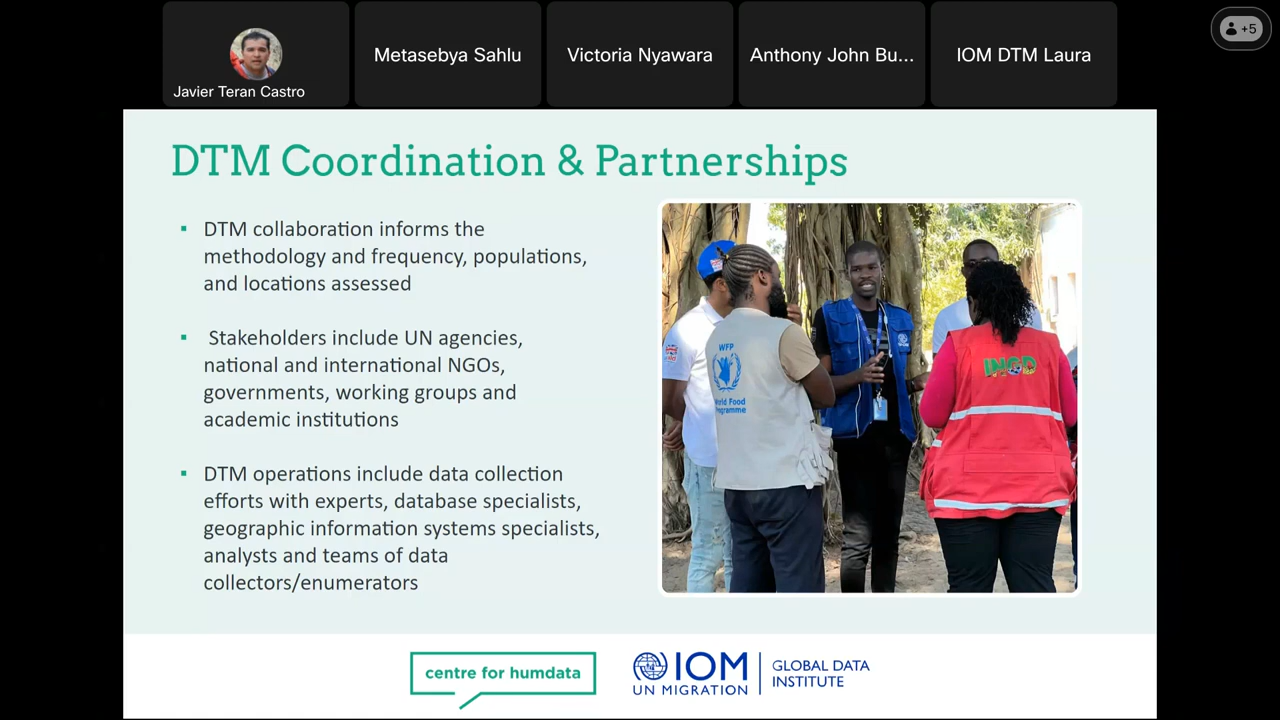 +5
Javier Teran Castro
Metasebya Sahlu
Victoria Nyawara
Anthony John Bu...
IOM DTM Laura
DTM Coordination & Partnerships
▪ DTM collaboration informs the
methodology and frequency, populations,
and locations assessed
▪ Stakeholders include UN agencies,
national and international NGOs,
governments, working groups and
academic institutions
▪ DTM operations include data collection
efforts with experts, database specialists,
geographic information systems specialists,
analysts and teams of data
collectors/enumerators
WFP
World Food
Programme
INGD
centre for humdata
IOM
UN MIGRATION
GLOBAL DATA
INSTITUTE